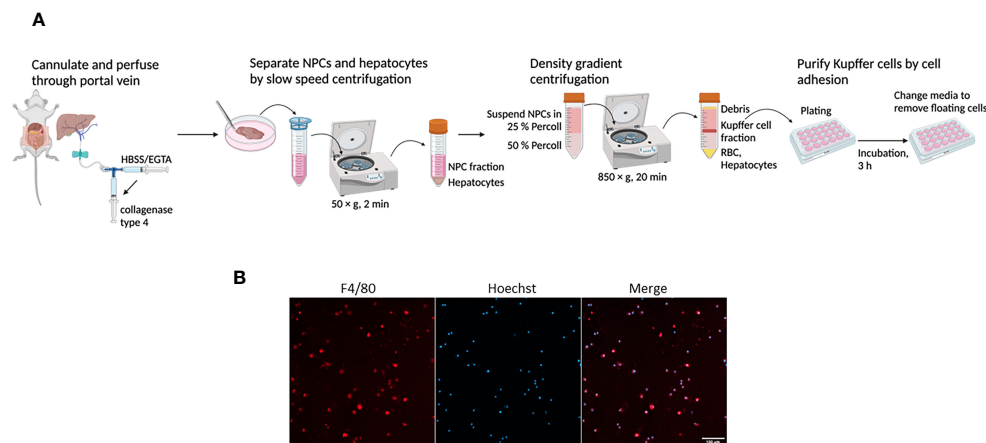 A
Cannulate and perfuse
through portal vein
HBSS/EGTA
collagenase
type 4
Separate NPCs and hepatocytes
by slow speed centrifugation
50 × g, 2 min
NPC fraction
Hepatocytes
Density gradient
centrifugation
Suspend NPCs in
25 % Percoll
50 % Percoll
850 × g, 20 min
Debris
Kupffer cell
fraction
RBC,
Hepatocytes
Purify Kupffer cells by cell
adhesion
Plating
Incubation,
3 h
Change media to
remove floating cells
B
F4/80
Hoechst
Merge